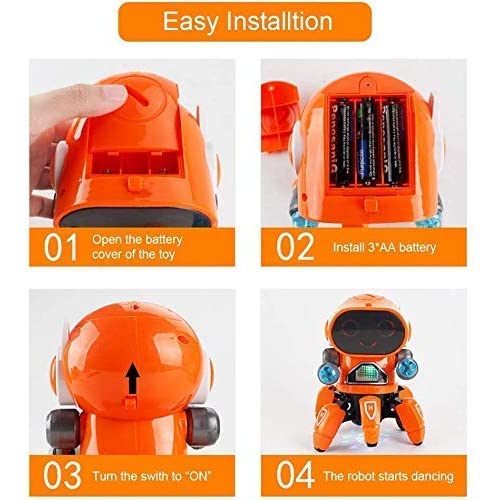 Easy Installtion
01 Open the battery
cover of the toy
02 Install 3*AA battery
03 Turn the swith to “ON”
04 The robot starts dancing